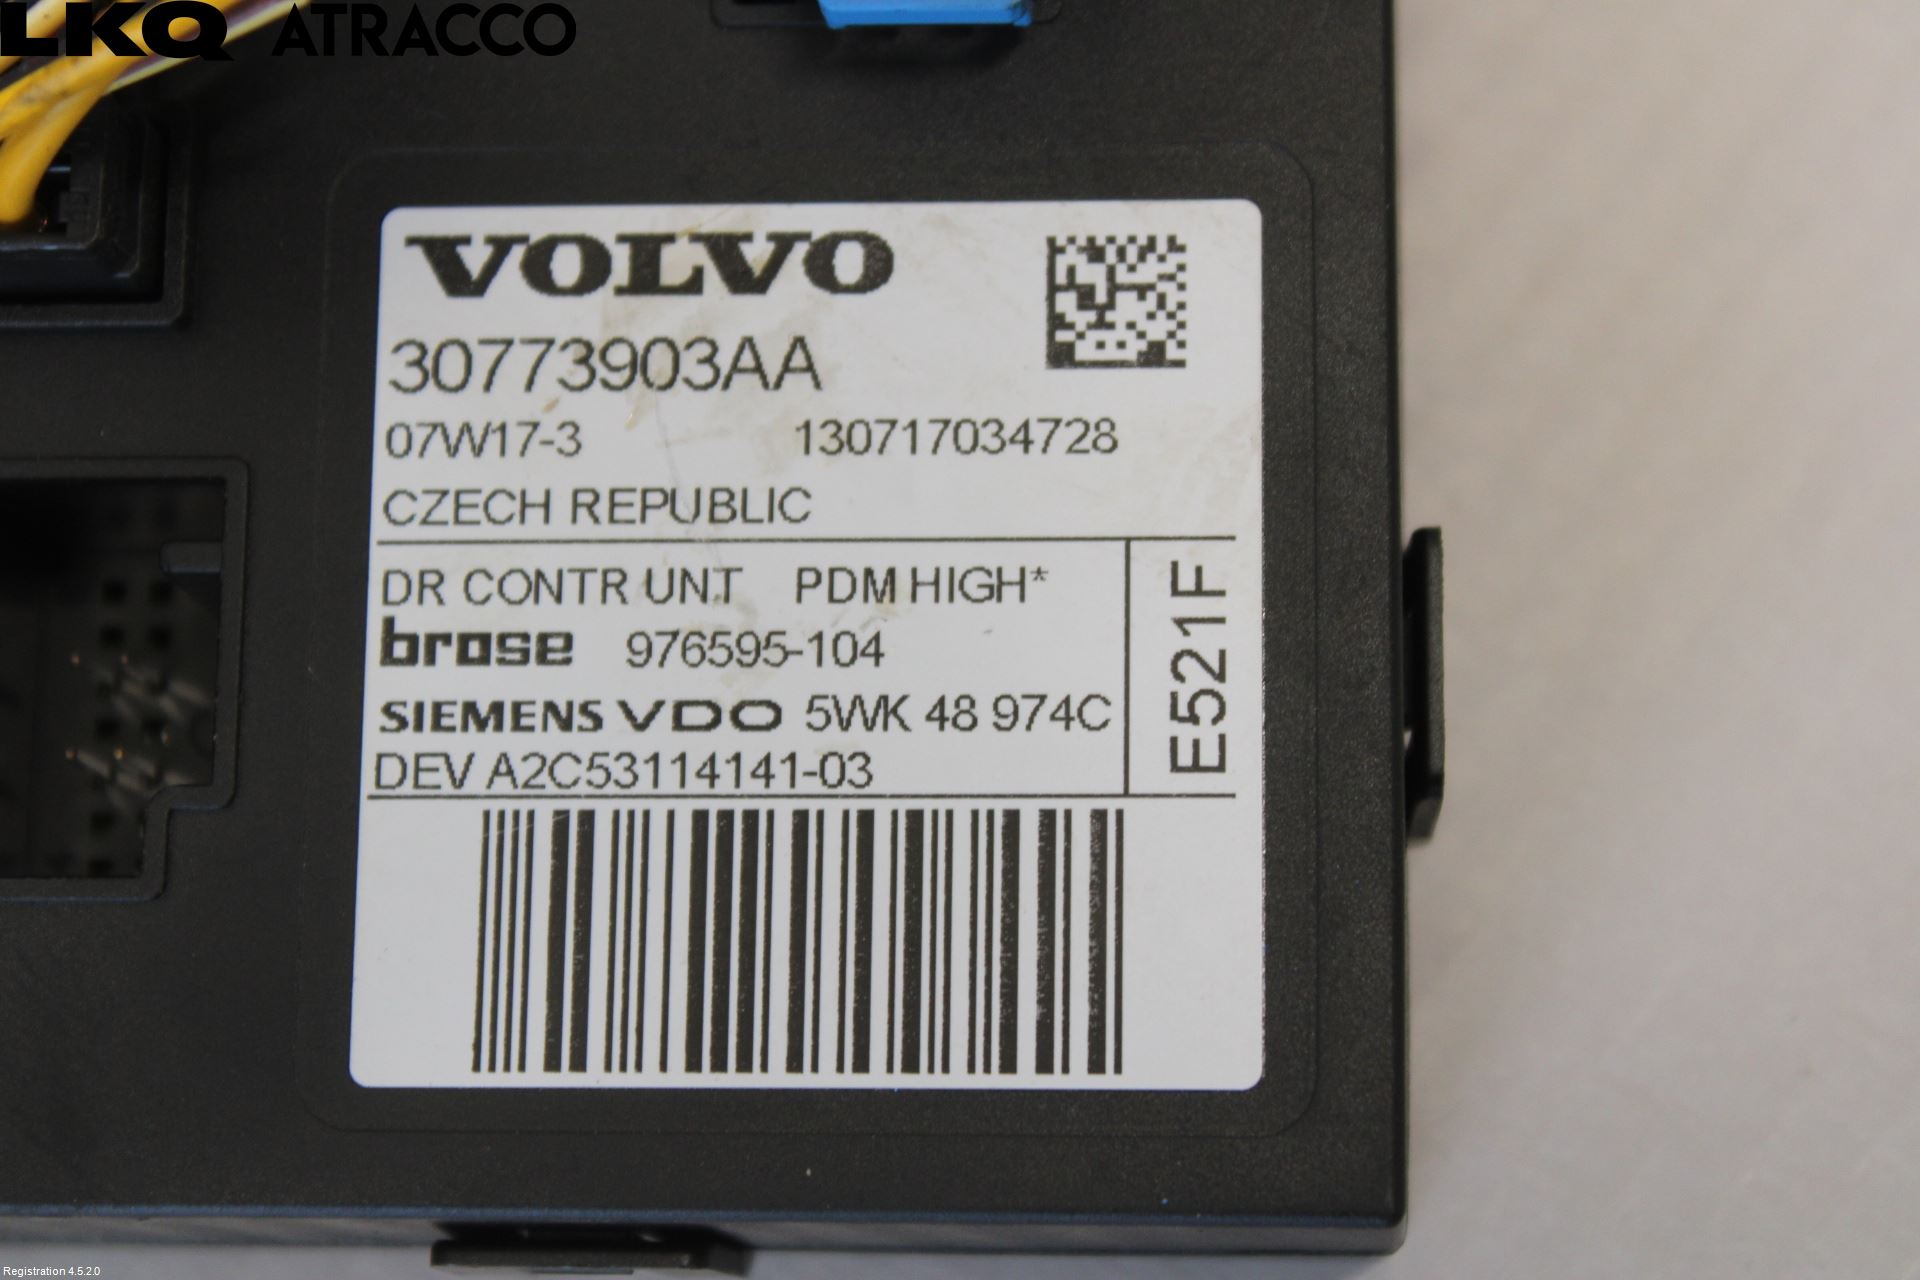 LKQ ATRACCO
VOLVO
30773903AA
07W17-3 130717034728
CZECH REPUBLIC
DR CONTR UNT PDM HIGH*
brose 976595-104
SIEMENS VDO 5WK 48 974C
DEV A2C53114141-03
E521F
Registration 4.5.2.0